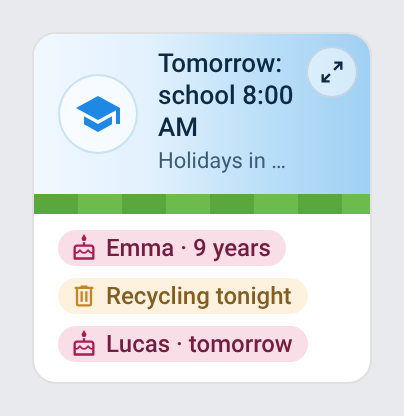 Tomorrow:
school 8:00
AM
Holidays in ...
Emma · 9 years
Recycling tonight
Lucas · tomorrow